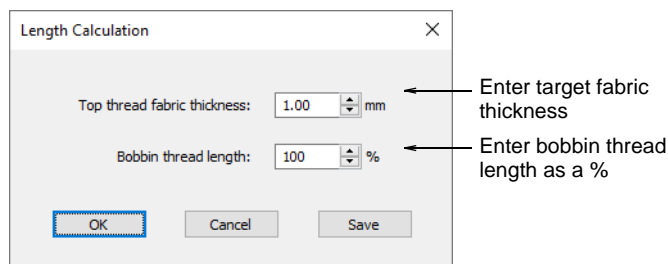 Length Calculation
Top thread fabric thickness: 1.00 mm
Enter target fabric
thickness
Bobbin thread length: 100 %
Enter bobbin thread
length as a %
OK Cancel Save